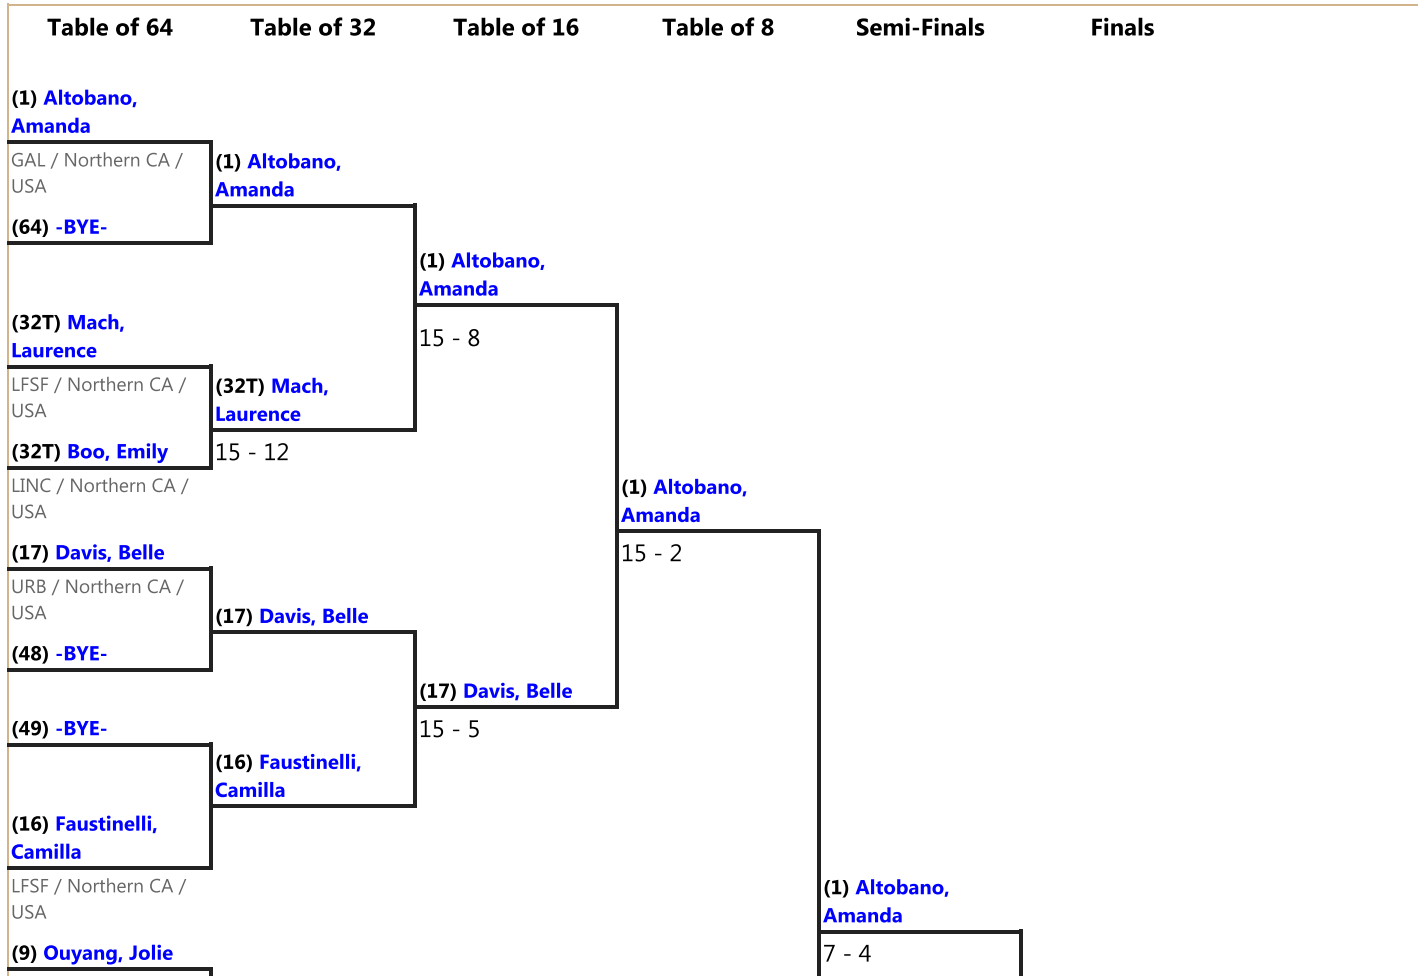 Table of 64 Table of 32 Table of 16 Table of 8 Semi-Finals Finals
(1) Altobano,
Amanda
GAL / Northern CA /
USA
(64) -BYE-
(32T) Mach,
Laurence
LFSF / Northern CA /
USA
(32T) Boo, Emily
LINC / Northern CA /
USA
(17) Davis, Belle
URB / Northern CA /
USA
(48) -BYE-
(49) -BYE-
(16) Faustinelli,
Camilla
LFSF / Northern CA /
USA
(9) Ouyang, Jolie
(1) Altobano,
Amanda
(32T) Mach,
Laurence
15 - 12
(17) Davis, Belle
(16) Faustinelli,
Camilla
(1) Altobano,
Amanda
15 - 8
(17) Davis, Belle
15 - 5
(1) Altobano,
Amanda
15 - 2
(1) Altobano,
Amanda
7 - 4